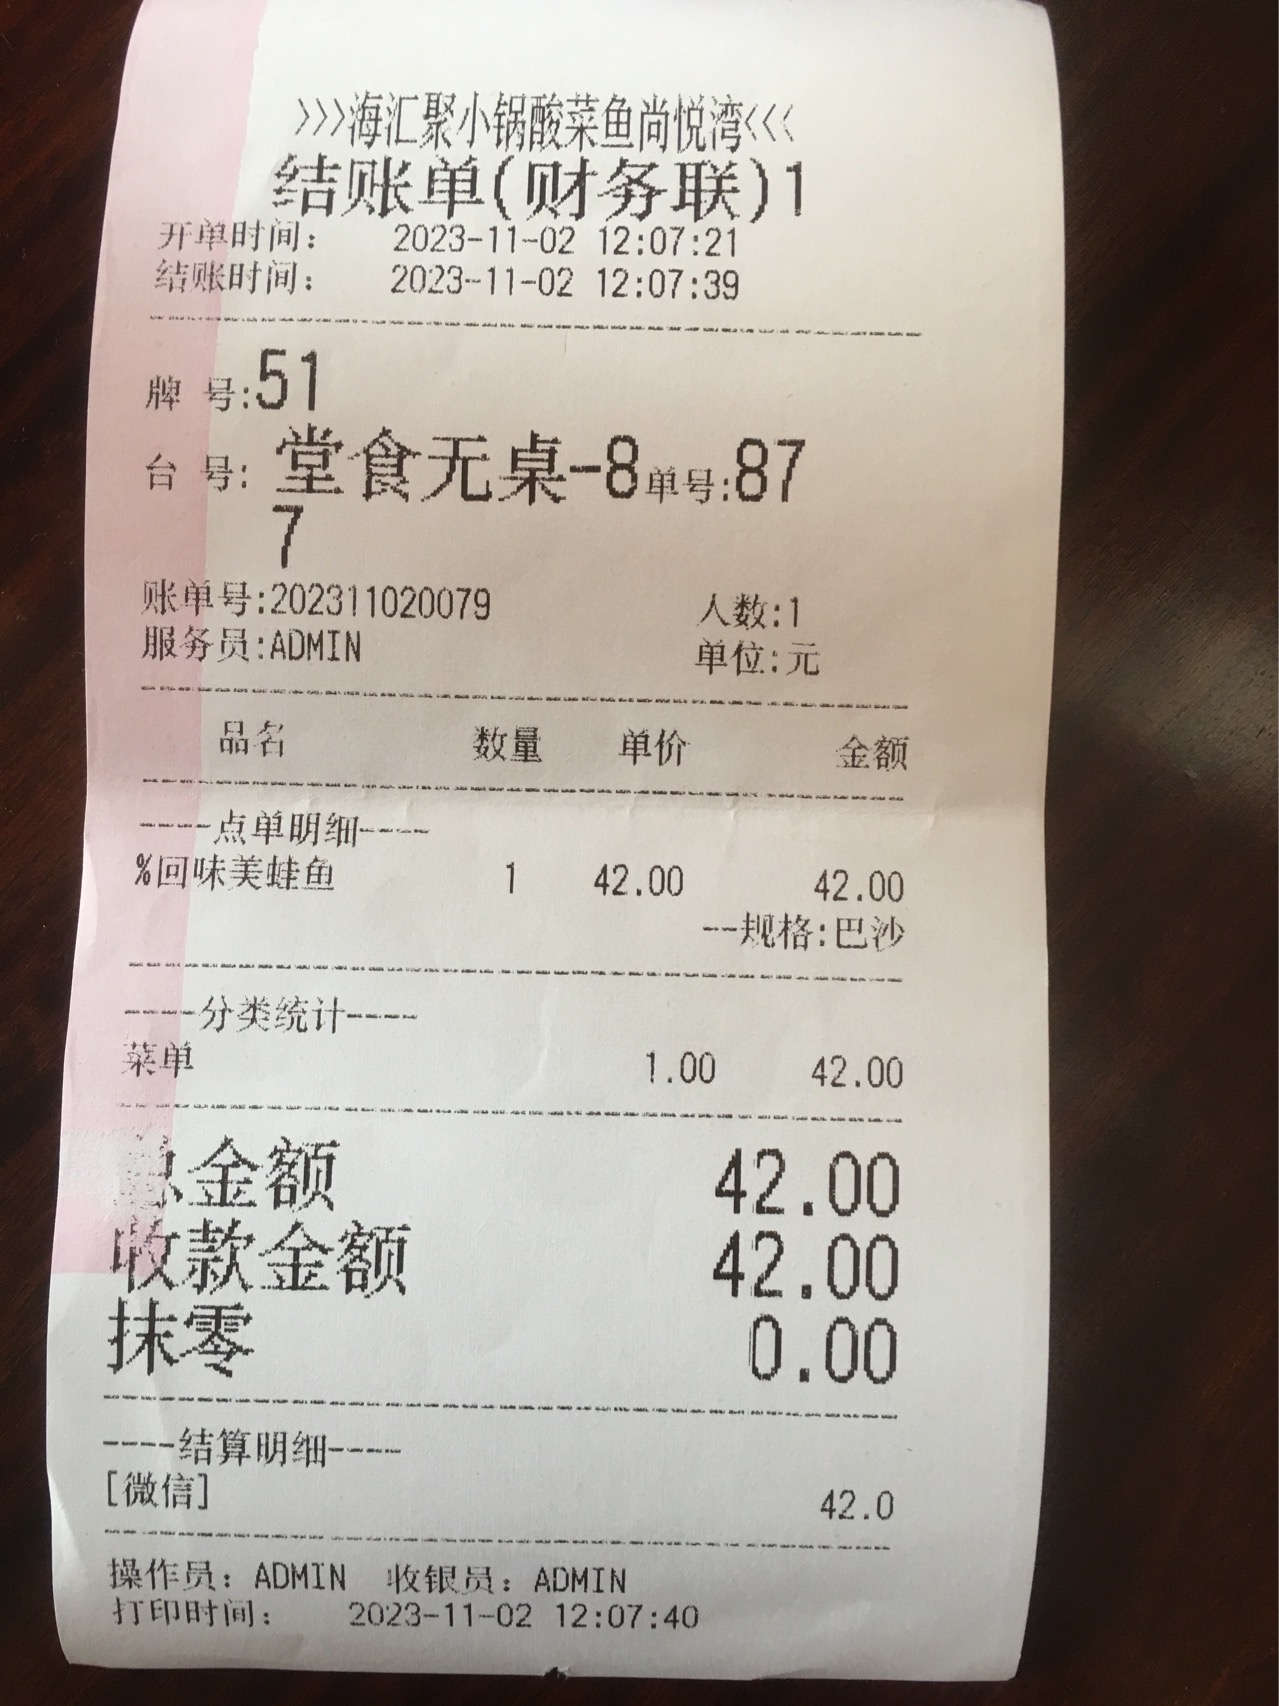 >>>海汇聚小锅酸菜鱼尚悦湾<<<
结账单(财务联)1
开单时间: 2023-11-02 12:07:21
结账时间: 2023-11-02 12:07:39
牌 号:51
台 号: 堂食无桌-8单号:87
7
账单号:202311020079 人数:1
服务员:ADMIN 单位:元
品名 数量 单价 金额
----点单明细----
%回味美蛙鱼 1 42.00 42.00
--规格:巴沙
----分类统计----
菜单 1.00 42.00
总金额 42.00
收款金额 42.00
抹零 0.00
----结算明细----
[微信] 42.0
操作员: ADMIN 收银员: ADMIN
打印时间: 2023-11-02 12:07:40